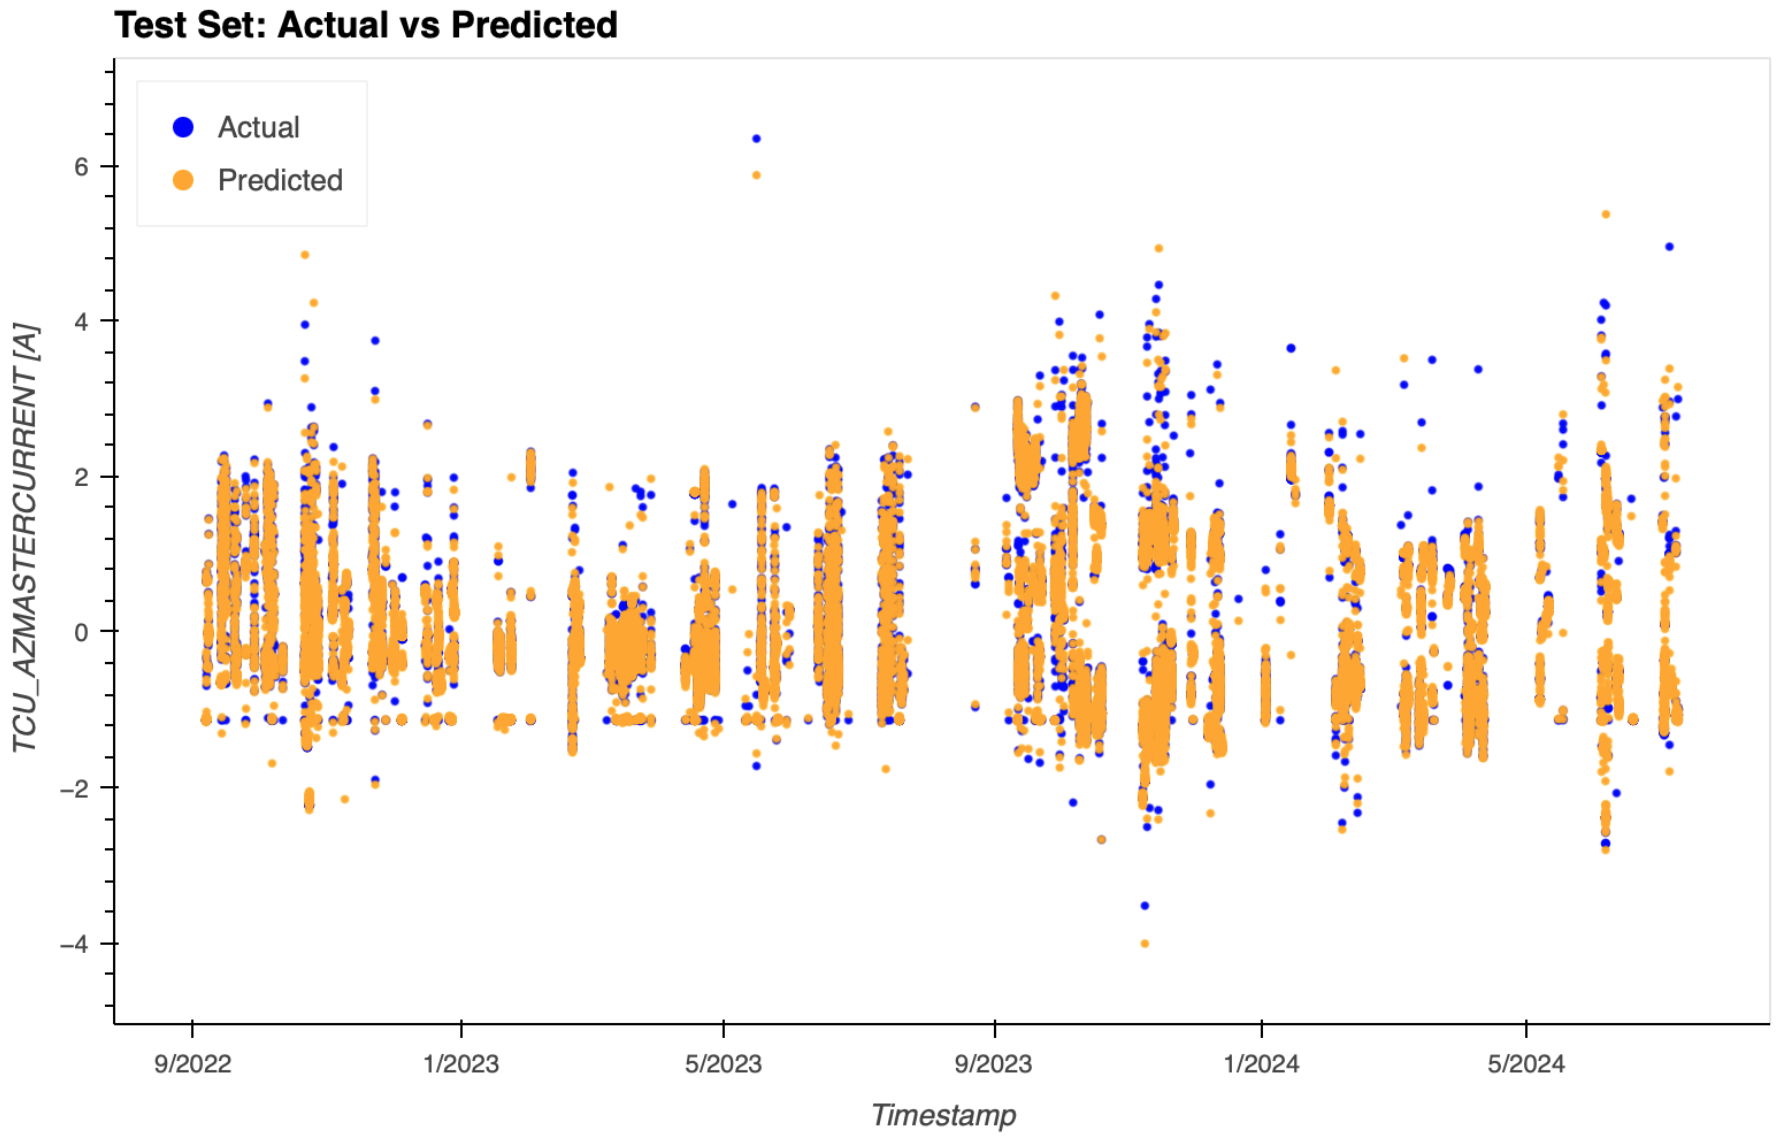 Test Set: Actual vs Predicted
Actual
Predicted
6
4
2
0
−2
−4
TCU_AZMASTERCURRENT [A]
9/2022
1/2023
5/2023
9/2023
1/2024
5/2024
Timestamp